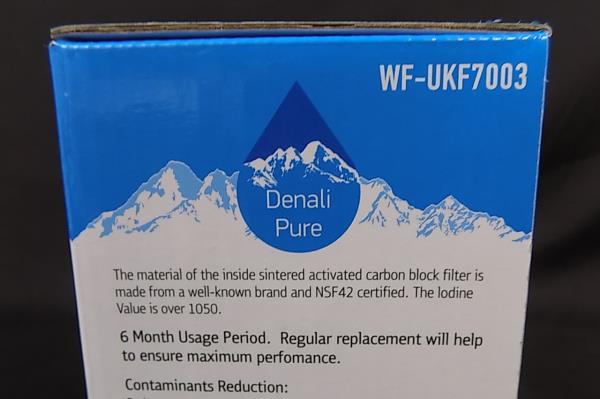 WF-UKF7003
Denali
Pure
The material of the inside sintered activated carbon block filter is
made from a well-known brand and NSF42 certified. The Iodine
Value is over 1050.
6 Month Usage Period. Regular replacement will help
to ensure maximum perfomance.
Contaminants Reduction: